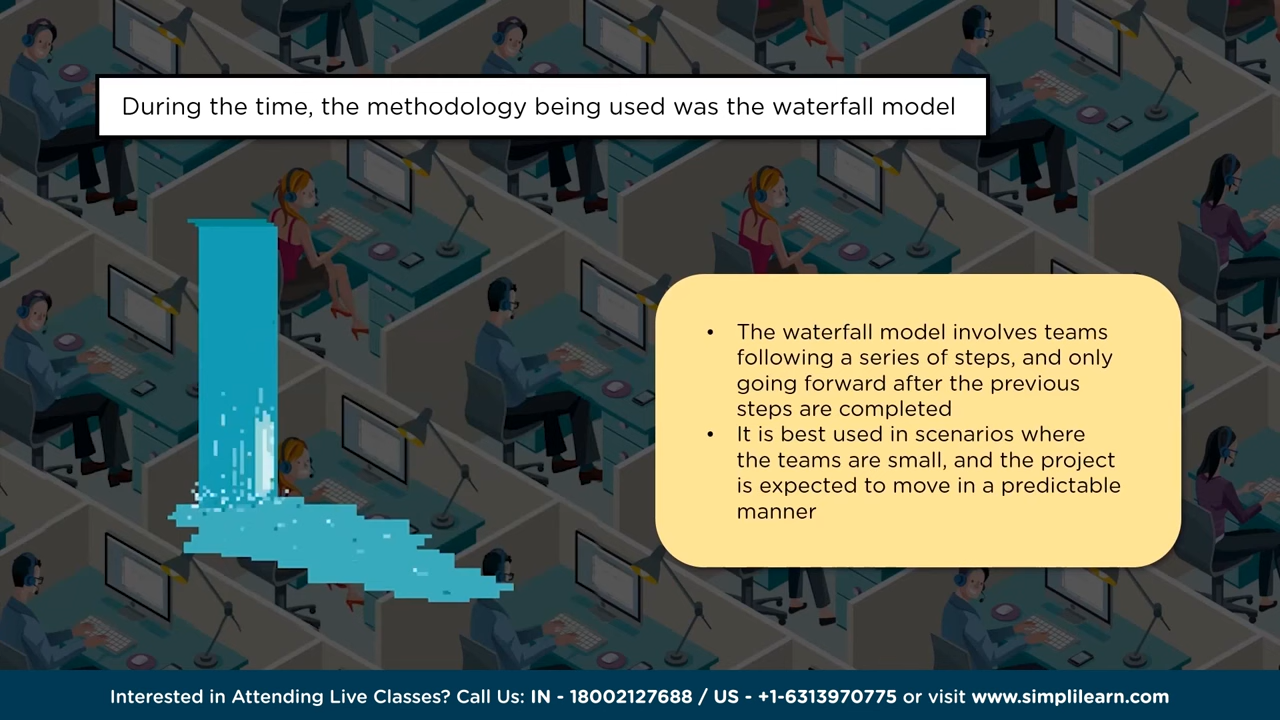 During the time, the methodology being used was the waterfall model
• The waterfall model involves teams
following a series of steps, and only
going forward after the previous
steps are completed
• It is best used in scenarios where
the teams are small, and the project
is expected to move in a predictable
manner
Interested in Attending Live Classes? Call Us: IN - 18002127688 / US - +1-6313970775 or visit www.simplilearn.com